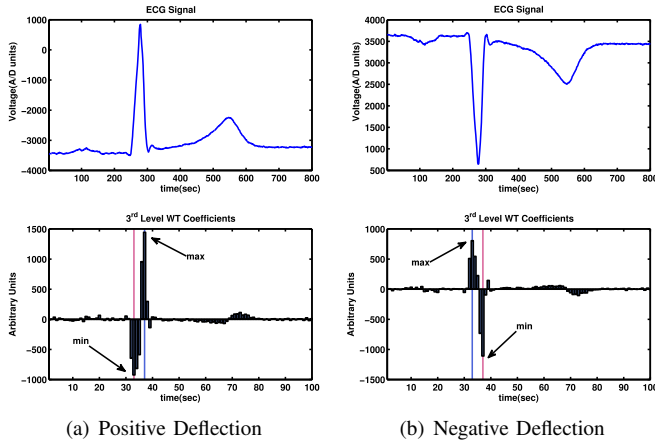 ECG Signal
Voltage(A/D units)
1000
0
−1000
−2000
−3000
−4000
100 200 300 400 500 600 700 800
time(sec)
ECG Signal
Voltage(A/D units)
4000
3500
3000
2500
2000
1500
1000
500
100 200 300 400 500 600 700 800
time(sec)
3rd Level WT Coefficients
Arbitrary Units
1500
1000
500
0
−500
−1000
max
min
10 20 30 40 50 60 70 80 90 100
time(sec)
3rd Level WT Coefficients
Arbitrary Units
1000
500
0
−500
−1000
−1500
max
min
10 20 30 40 50 60 70 80 90 100
time(sec)
(a) Positive Deflection
(b) Negative Deflection